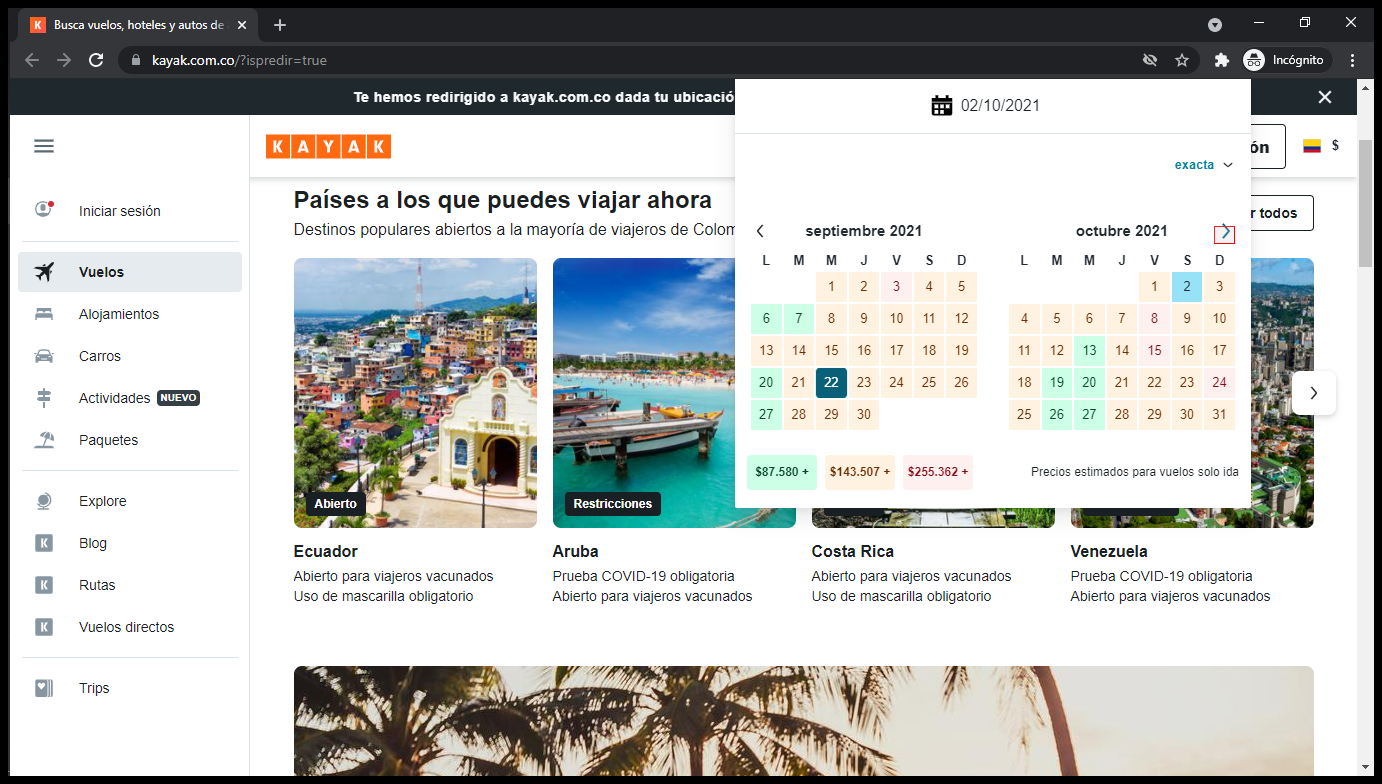 Busca vuelos, hoteles y autos de
kayak.com.co/?ispredir=true
Incógnito
Te hemos redirigido a kayak.com.co dada tu ubicació
02/10/2021
KAYAK
ón
$
exacta
Iniciar sesión
Vuelos
Alojamientos
Carros
Actividades NUEVO
Paquetes
Explore
Blog
Rutas
Vuelos directos
Trips
Países a los que puedes viajar ahora
r todos
Destinos populares abiertos a la mayoría de viajeros de Colom
septiembre 2021
L M M J V S D
1 2 3 4 5
6 7 8 9 10 11 12
13 14 15 16 17 18 19
20 21 22 23 24 25 26
27 28 29 30
octubre 2021
L M M J V S D
1 2 3
4 5 6 7 8 9 10
11 12 13 14 15 16 17
18 19 20 21 22 23 24
25 26 27 28 29 30 31
$87.580 + $143.507 + $255.362 +
Precios estimados para vuelos solo ida
Abierto
Ecuador
Abierto para viajeros vacunados
Uso de mascarilla obligatorio
Restricciones
Aruba
Prueba COVID-19 obligatoria
Abierto para viajeros vacunados
Costa Rica
Abierto para viajeros vacunados
Uso de mascarilla obligatorio
Venezuela
Prueba COVID-19 obligatoria
Abierto para viajeros vacunados